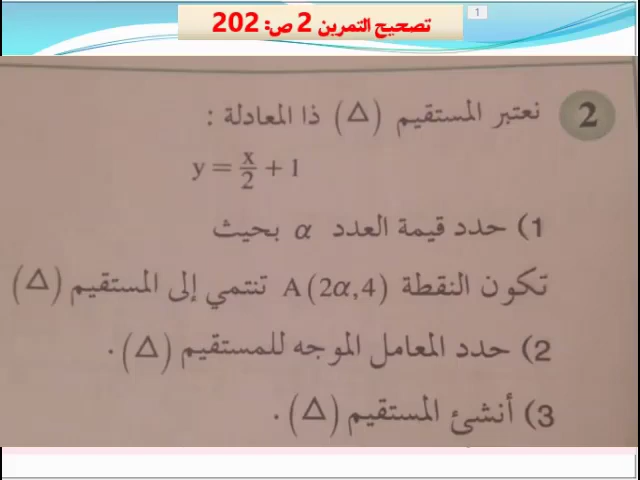 تصحيح التمرين 2 ص: 202
1
2 نعتبر المستقيم (Δ) ذا المعادلة :
y = x/2 + 1
1) حدد قيمة العدد α بحيث
تكون النقطة A(2α,4) تنتمي إلى المستقيم (Δ)
2) حدد المعامل الموجه للمستقيم (Δ) .
3) أنشئ المستقيم (Δ) .